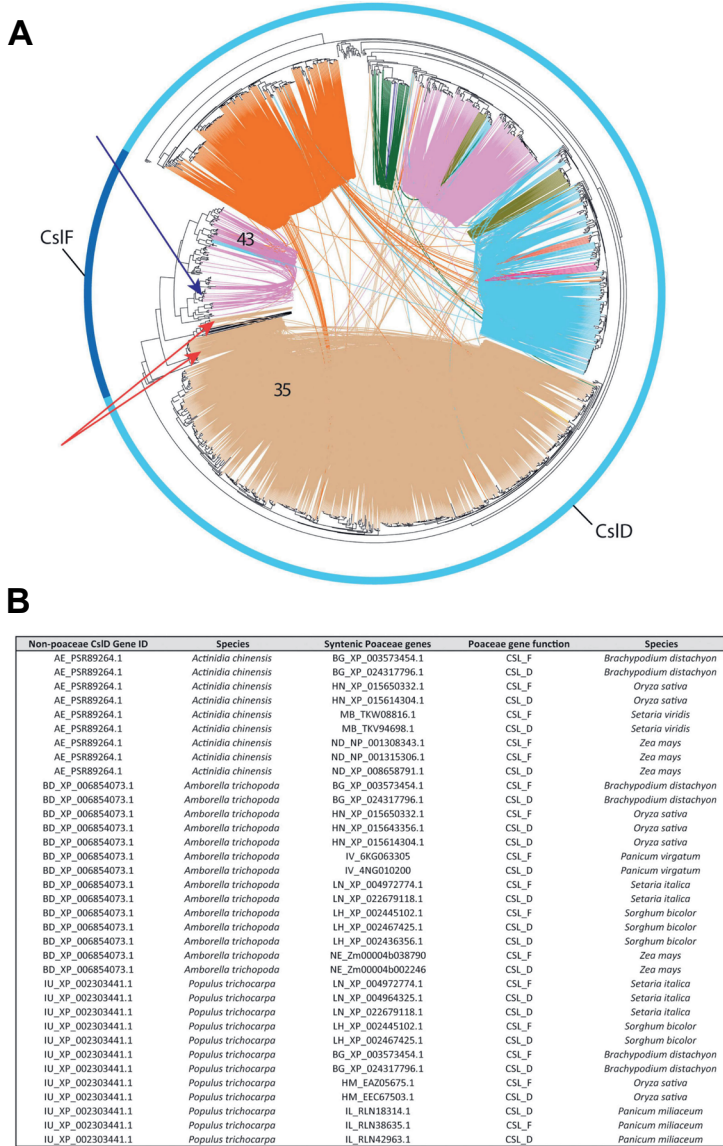 A
CslF
43
35
CslD
B
Non-poaceae CslD Gene ID Species Syntenic Poaceae genes Poaceae gene function Species
AE_PSR89264.1 Actinidia chinensis BG_XP_003573454.1 CSL_F Brachypodium distachyon
AE_PSR89264.1 Actinidia chinensis BG_XP_024317796.1 CSL_D Brachypodium distachyon
AE_PSR89264.1 Actinidia chinensis HN_XP_015650332.1 CSL_F Oryza sativa
AE_PSR89264.1 Actinidia chinensis HN_XP_015614304.1 CSL_D Oryza sativa
AE_PSR89264.1 Actinidia chinensis MB_TKW08816.1 CSL_F Setaria viridis
AE_PSR89264.1 Actinidia chinensis MB_TKV94698.1 CSL_D Setaria viridis
AE_PSR89264.1 Actinidia chinensis ND_NP_001308343.1 CSL_F Zea mays
AE_PSR89264.1 Actinidia chinensis ND_NP_001315306.1 CSL_F Zea mays
AE_PSR89264.1 Actinidia chinensis ND_XP_008658791.1 CSL_D Zea mays
BD_XP_006854073.1 Amborella trichopoda BG_XP_003573454.1 CSL_F Brachypodium distachyon
BD_XP_006854073.1 Amborella trichopoda BG_XP_024317796.1 CSL_D Brachypodium distachyon
BD_XP_006854073.1 Amborella trichopoda HN_XP_015650332.1 CSL_F Oryza sativa
BD_XP_006854073.1 Amborella trichopoda HN_XP_015643356.1 CSL_D Oryza sativa
BD_XP_006854073.1 Amborella trichopoda HN_XP_015614304.1 CSL_D Oryza sativa
BD_XP_006854073.1 Amborella trichopoda IV_6KG063305 CSL_F Panicum virgatum
BD_XP_006854073.1 Amborella trichopoda IV_4NG010200 CSL_D Panicum virgatum
BD_XP_006854073.1 Amborella trichopoda LN_XP_004972774.1 CSL_F Setaria italica
BD_XP_006854073.1 Amborella trichopoda LN_XP_022679118.1 CSL_D Setaria italica
BD_XP_006854073.1 Amborella trichopoda LH_XP_002445102.1 CSL_F Sorghum bicolor
BD_XP_006854073.1 Amborella trichopoda LH_XP_002467425.1 CSL_D Sorghum bicolor
BD_XP_006854073.1 Amborella trichopoda LH_XP_002436356.1 CSL_D Sorghum bicolor
BD_XP_006854073.1 Amborella trichopoda NE_Zm00004b038790 CSL_F Zea mays
BD_XP_006854073.1 Amborella trichopoda NE_Zm00004b002246 CSL_D Zea mays
IU_XP_002303441.1 Populus trichocarpa LN_XP_004972774.1 CSL_F Setaria italica
IU_XP_002303441.1 Populus trichocarpa LN_XP_004964325.1 CSL_D Setaria italica
IU_XP_002303441.1 Populus trichocarpa LN_XP_022679118.1 CSL_D Setaria italica
IU_XP_002303441.1 Populus trichocarpa LH_XP_002445102.1 CSL_F Sorghum bicolor
IU_XP_002303441.1 Populus trichocarpa LH_XP_002467425.1 CSL_D Sorghum bicolor
IU_XP_002303441.1 Populus trichocarpa BG_XP_003573454.1 CSL_F Brachypodium distachyon
IU_XP_002303441.1 Populus trichocarpa BG_XP_024317796.1 CSL_D Brachypodium distachyon
IU_XP_002303441.1 Populus trichocarpa HM_EAZ05675.1 CSL_F Oryza sativa
IU_XP_002303441.1 Populus trichocarpa HM_EEC67503.1 CSL_D Oryza sativa
IU_XP_002303441.1 Populus trichocarpa IL_RLN18314.1 CSL_D Panicum miliaceum
IU_XP_002303441.1 Populus trichocarpa IL_RLN38635.1 CSL_F Panicum miliaceum
IU_XP_002303441.1 Populus trichocarpa IL_RLN42963.1 CSL_D Panicum miliaceum